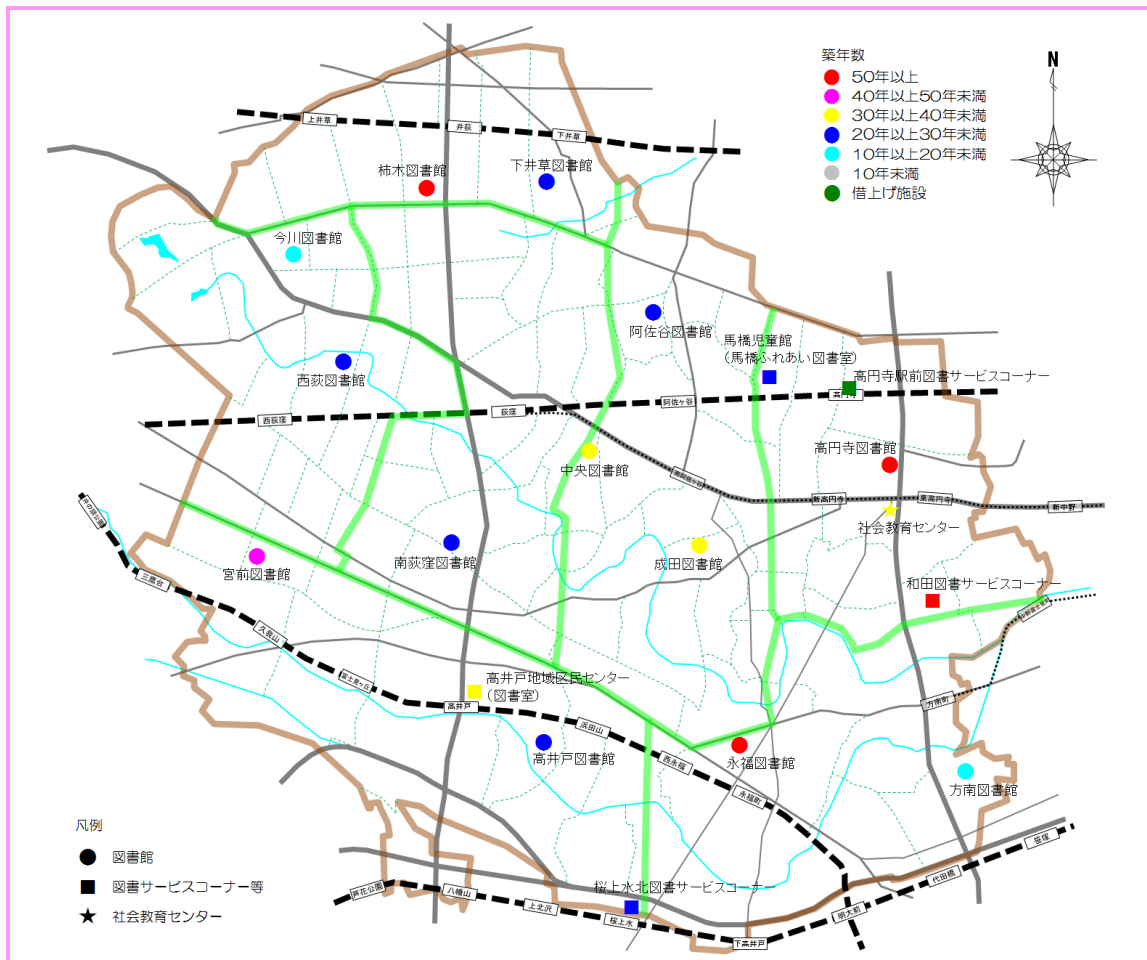 築年数
50年以上
40年以上50年未満
30年以上40年未満
20年以上30年未満
10年以上20年未満
10年未満
借上げ施設
N
上井草
井荻
下井草
柿木図書館
下井草図書館
今川図書館
阿佐谷図書館
馬橋児童館
（馬橋ふれあい図書室）
西荻図書館
高円寺駅前図書サービスコーナー
高円寺
阿佐ヶ谷
荻窪
西荻窪
高円寺図書館
中央図書館
南阿佐ヶ谷
新高円寺
東高円寺
新中野
井の頭公園
社会教育センター
宮前図書館
南荻窪図書館
成田図書館
三鷹台
和田図書サービスコーナー
中野富士見町
久我山
富士見ヶ丘
高井戸地域区民センター
（図書室）
高井戸
浜田山
方南町
高井戸図書館
西永福
永福図書館
永福町
方南図書館
凡例
図書館
図書サービスコーナー等
社会教育センター
笹塚
代田橋
桜上水北図書サービスコーナー
芦花公園
八幡山
上北沢
桜上水
明大前
下高井戸